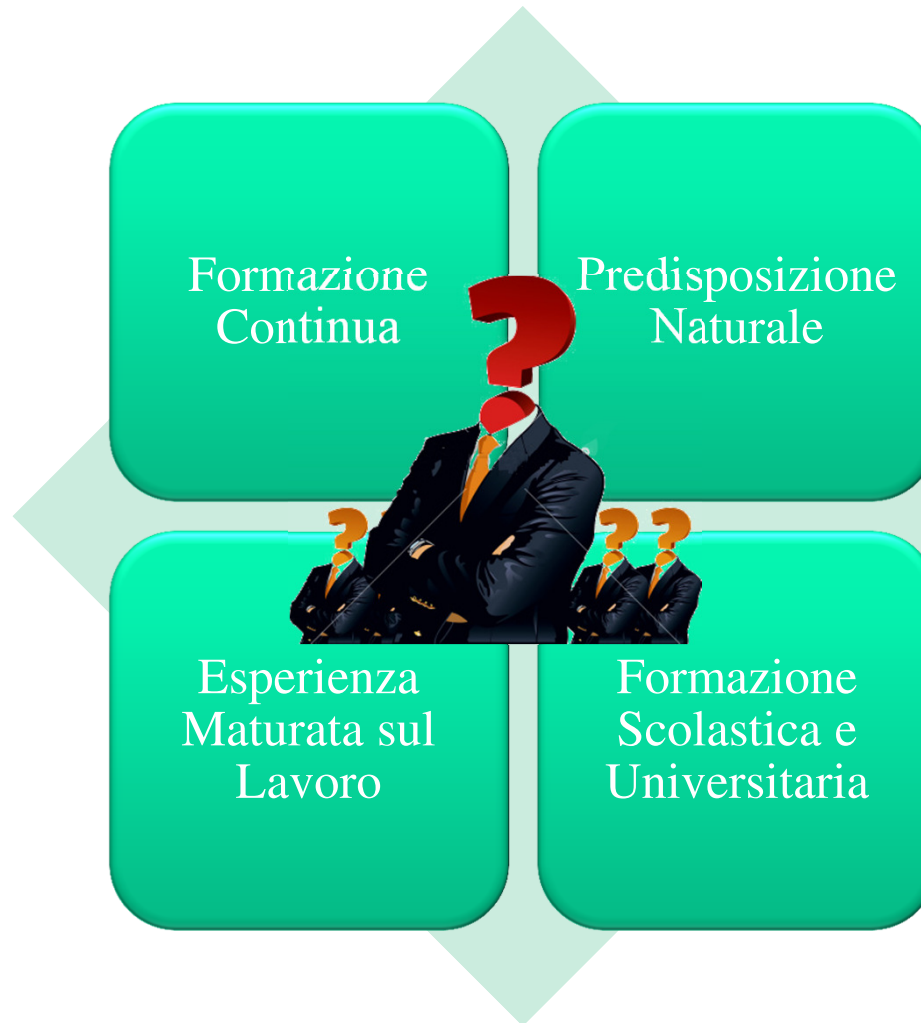 Formazione
Continua
Predisposizione
Naturale
Esperienza
Maturata sul
Lavoro
Formazione
Scolastica e
Universitaria